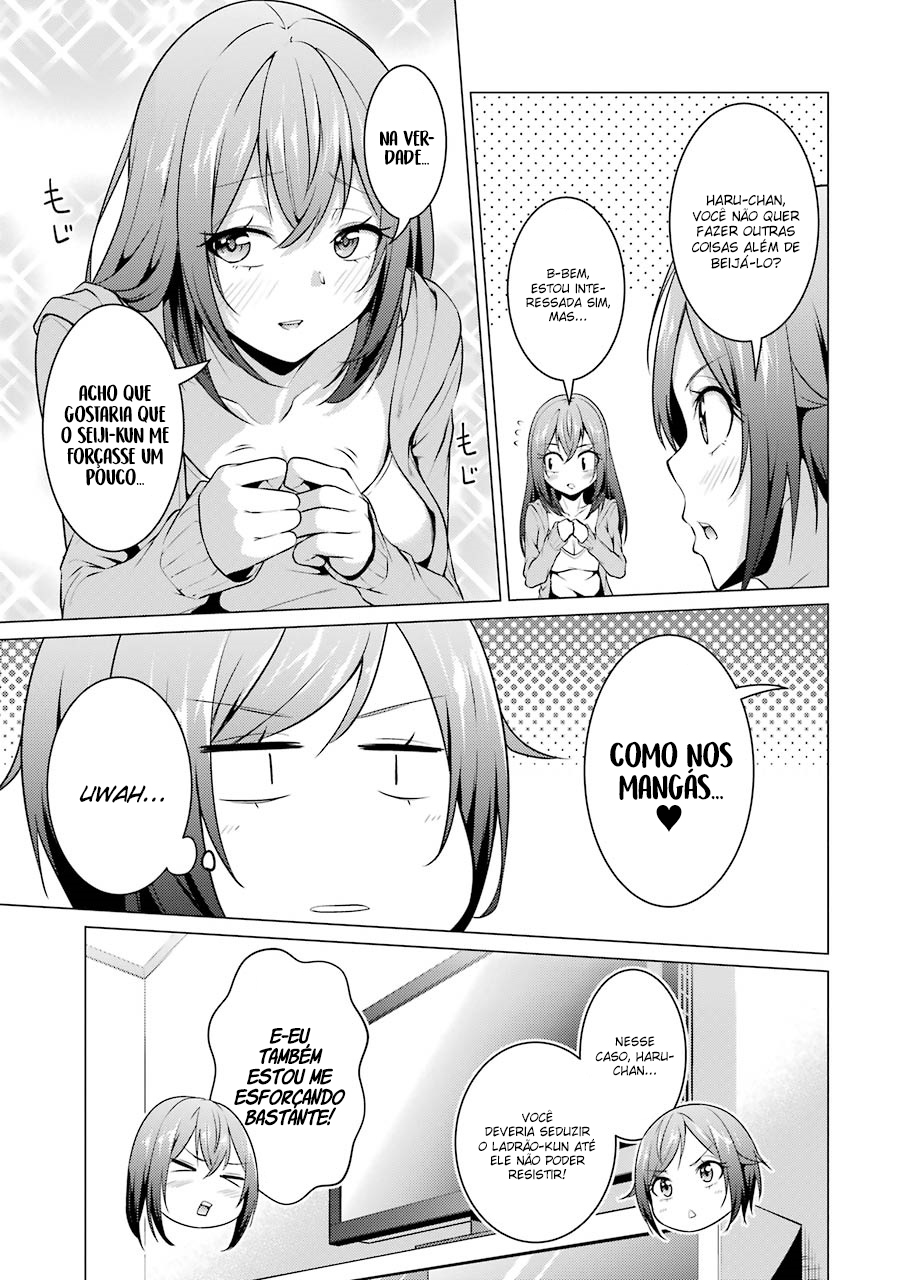 HARU-CHAN,
VOCÊ NÃO QUER
FAZER OUTRAS
COISAS ALÉM DE
BEIJÁ-LO?
B-BEM,
ESTOU INTE-
RESSADA SIM,
MAS...
NA VER-
DADE...
ACHO QUE
GOSTARIA QUE
O SEIJI-KUN ME
FORÇASSE UM
POUCO...
もじ
もじ
COMO NOS
MANGÁS...
♥
UWAH...
NESSE
CASO, HARU-
CHAN...
VOCÊ
DEVERIA SEDUZIR
O LADRÃO-KUN ATÉ
ELE NÃO PODER
RESISTIR!
E-EU
TAMBÉM
ESTOU ME
ESFORÇANDO
BASTANTE!